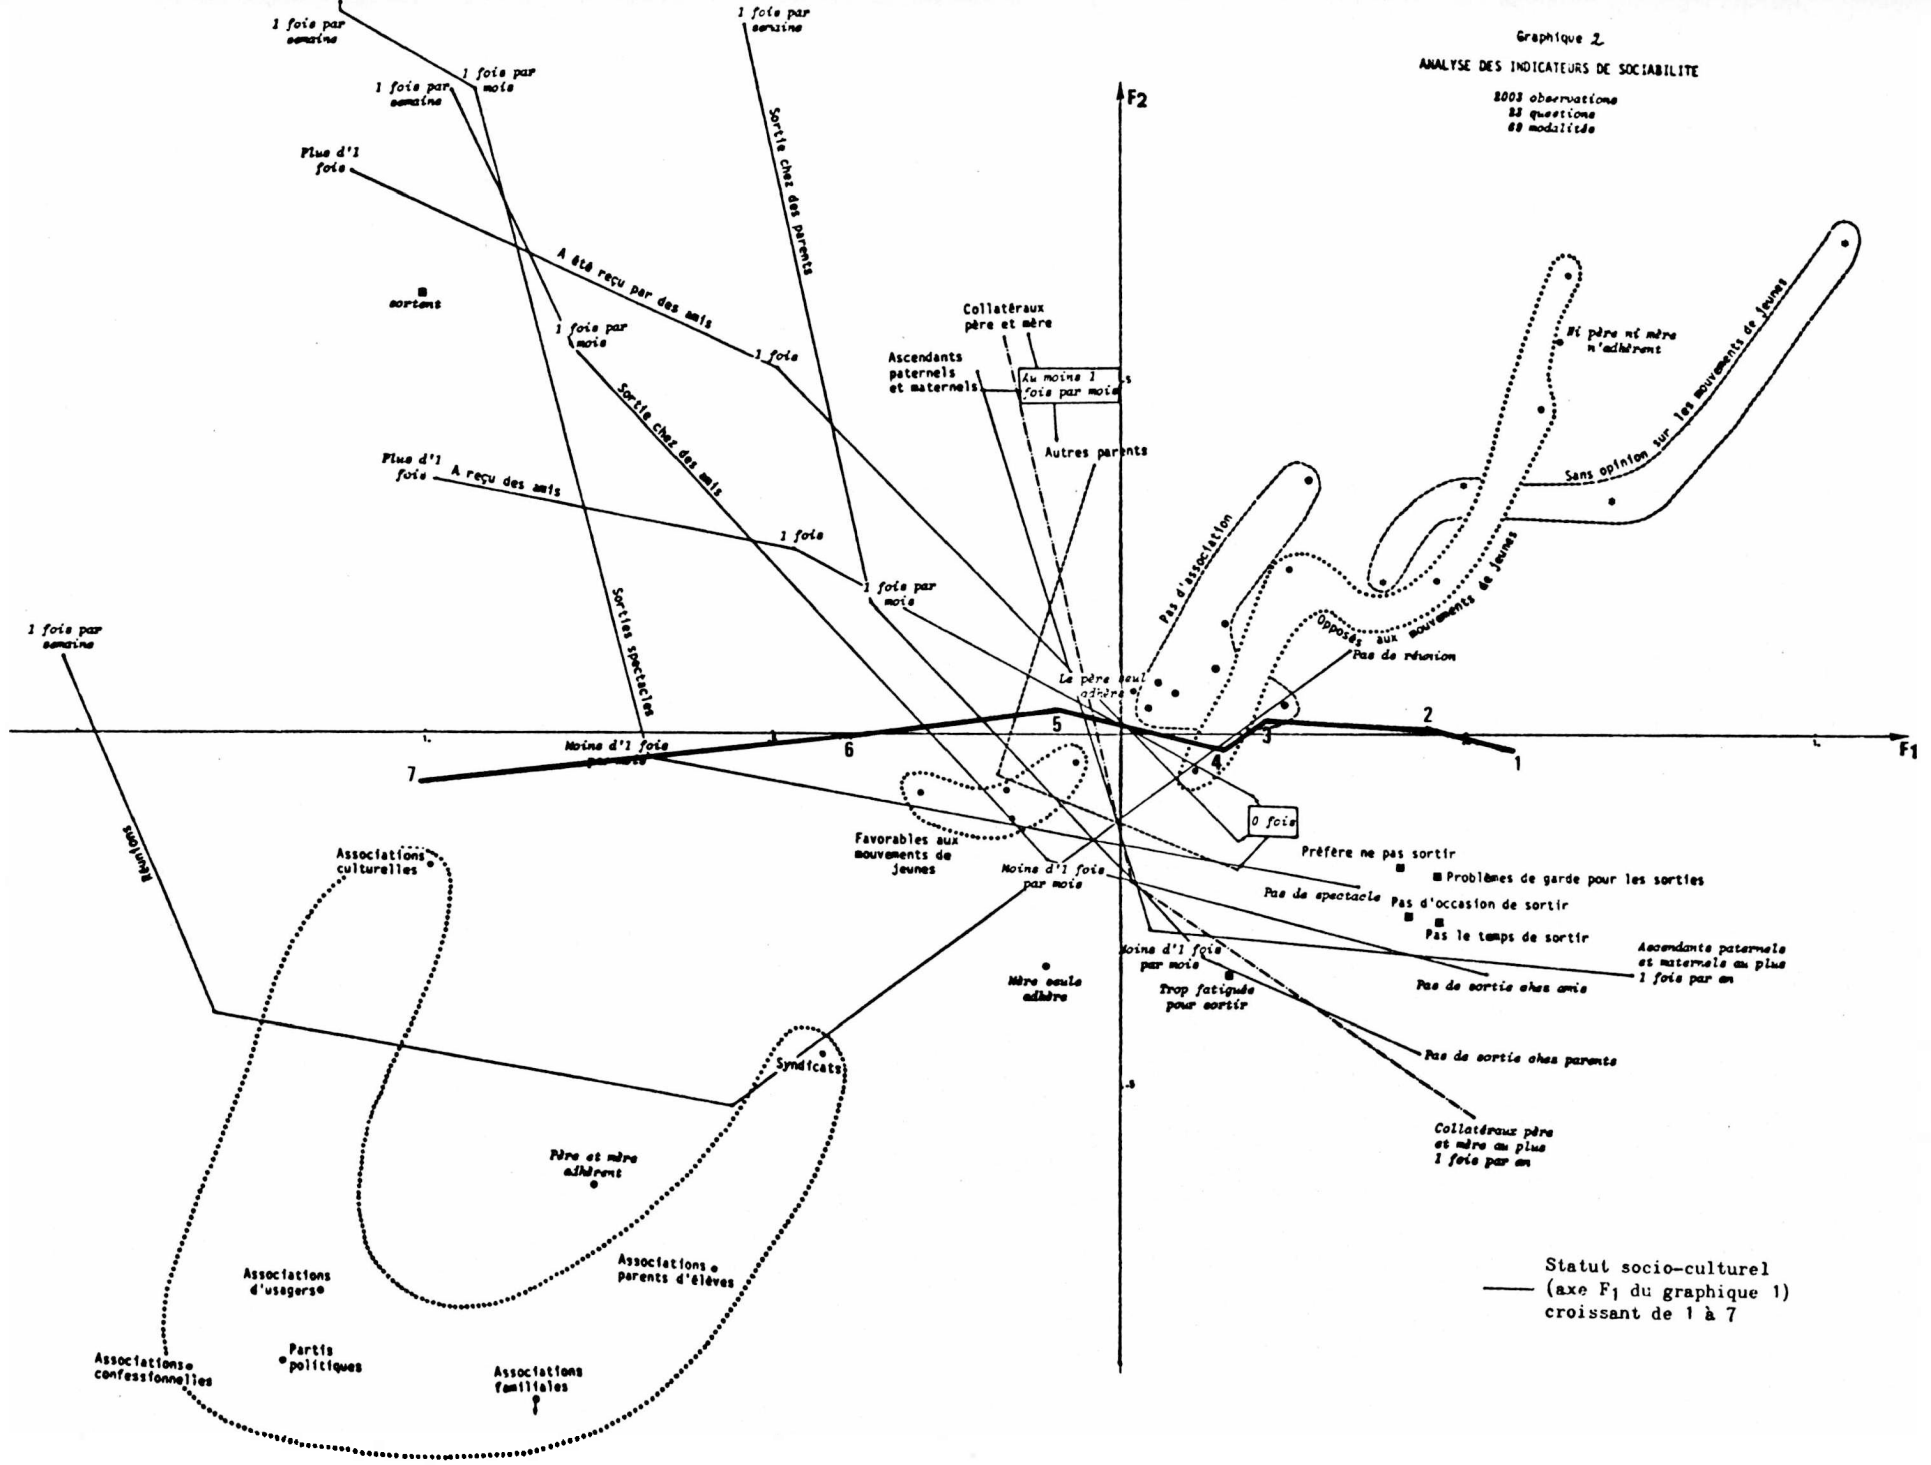 Graphique 2
ANALYSE DES INDICATEURS DE SOCIABILITE
2003 observations
23 questions
69 modalités
1 fois par
semaine
1 fois par
mois
1 fois par
semaine
1 fois par
semaine
Plus d'1
fois
Sortie chez des parents
F2
sortent
A été reçu par des amis
1 fois par
mois
1 fois
Collatéraux
père et mère
Ascendants
paternels
et maternels
Au moins 1
fois par mois
s
Autres parents
Ni père ni mère
n'adhèrent
Sans opinion sur les mouvements de jeunes
Sortie chez des amis
Plus d'1
fois
A reçu des amis
1 fois
1 fois par
mois
Pas d'association
Opposés aux mouvements de jeunes
Pas de réunion
1 fois par
semaine
Sorties spectacles
Le père seul
adhère
Moins d'1 fois
par mois
7
6
5
4
3
2
1
1.
1.
F1
Réunions
Associations
culturelles
Favorables aux
mouvements de
jeunes
Moins d'1 fois
par mois
0 fois
Préfère ne pas sortir
Problèmes de garde pour les sorties
Pas de spectacle
Pas d'occasion de sortir
Pas le temps de sortir
Moins d'1 fois
par mois
Ascendants paternels
et maternels au plus
1 fois par an
Mère seule
adhère
Trop fatiguée
pour sortir
Pas de sortie chez amis
Pas de sortie chez parents
Syndicats
.s
Collatéraux père
et mère au plus
1 fois par an
Père et mère
adhèrent
Associations
parents d'élèves
Associations
d'usagers
Partis
politiques
Associations
confessionnelles
Associations
familiales
Statut socio-culturel
(axe F1 du graphique 1)
croissant de 1 à 7